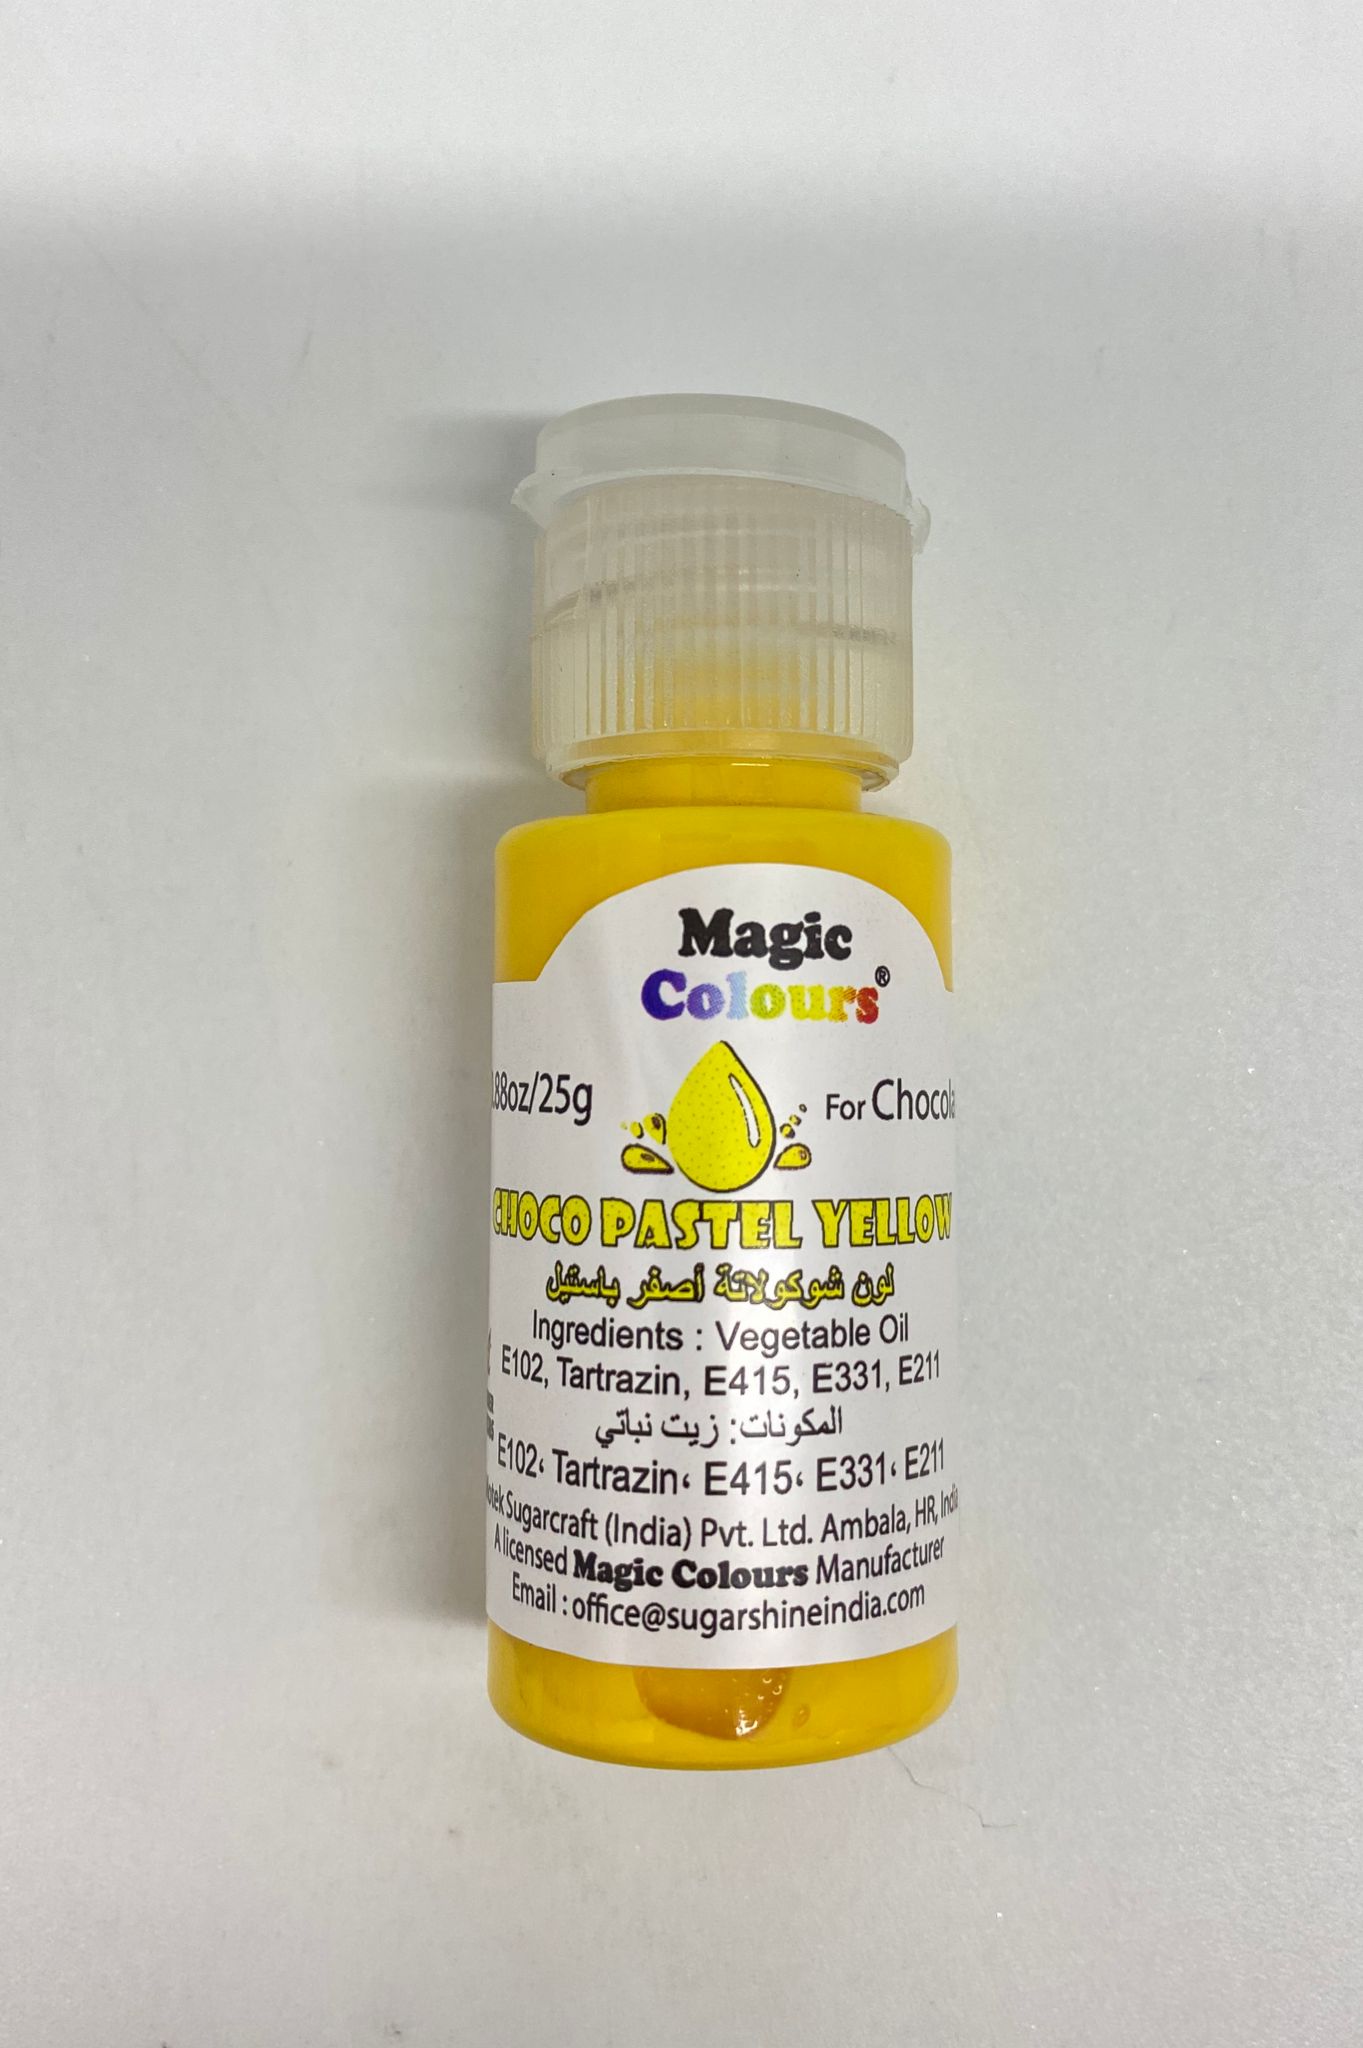 Magic
Colours®
.88oz/25g
For Chocola
CHOCO PASTEL YELLOW
لون شوكولاتة أصفر باستيل
Ingredients : Vegetable Oil
E102, Tartrazin, E415, E331, E211
المكونات: زيت نباتي
E102، Tartrazin، E415، E331، E211
Sugarcraft (India) Pvt. Ltd. Ambala, HR, India
A licensed Magic Colours Manufacturer
Email : office@sugarshineindia.com